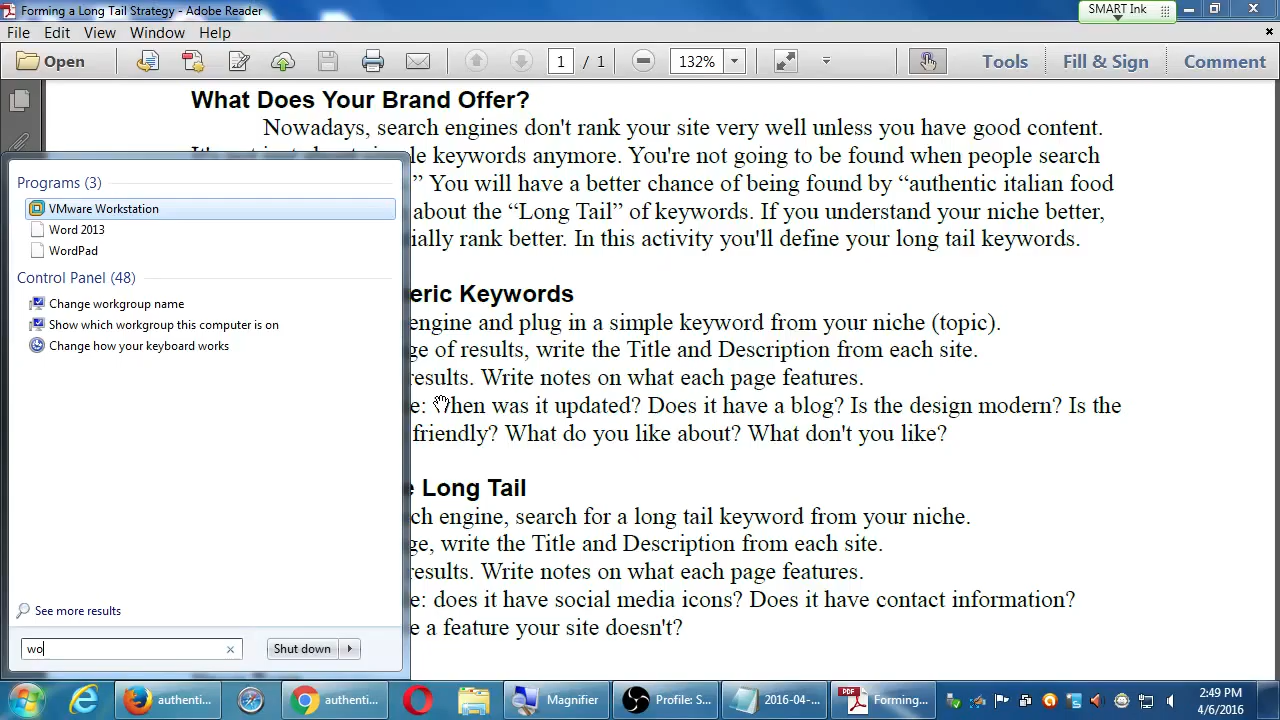 Forming a Long Tail Strategy - Adobe Reader
SMART Ink
File Edit View Window Help
Open 1 / 1 132% Tools Fill & Sign Comment
What Does Your Brand Offer?
Nowadays, search engines don't rank your site very well unless you have good content.
le keywords anymore. You're not going to be found when people search
” You will have a better chance of being found by “authentic italian food
about the “Long Tail” of keywords. If you understand your niche better,
ially rank better. In this activity you'll define your long tail keywords.
eric Keywords
engine and plug in a simple keyword from your niche (topic).
ge of results, write the Title and Description from each site.
results. Write notes on what each page features.
e: When was it updated? Does it have a blog? Is the design modern? Is the
friendly? What do you like about? What don't you like?
e Long Tail
ch engine, search for a long tail keyword from your niche.
ge, write the Title and Description from each site.
results. Write notes on what each page features.
e: does it have social media icons? Does it have contact information?
e a feature your site doesn't?
Programs (3)
VMware Workstation
Word 2013
WordPad
Control Panel (48)
Change workgroup name
Show which workgroup this computer is on
Change how your keyboard works
See more results
wo
Shut down
authenti... authenti... Magnifier Profile: S... 2016-04-... PDF Forming... 2:49 PM
4/6/2016